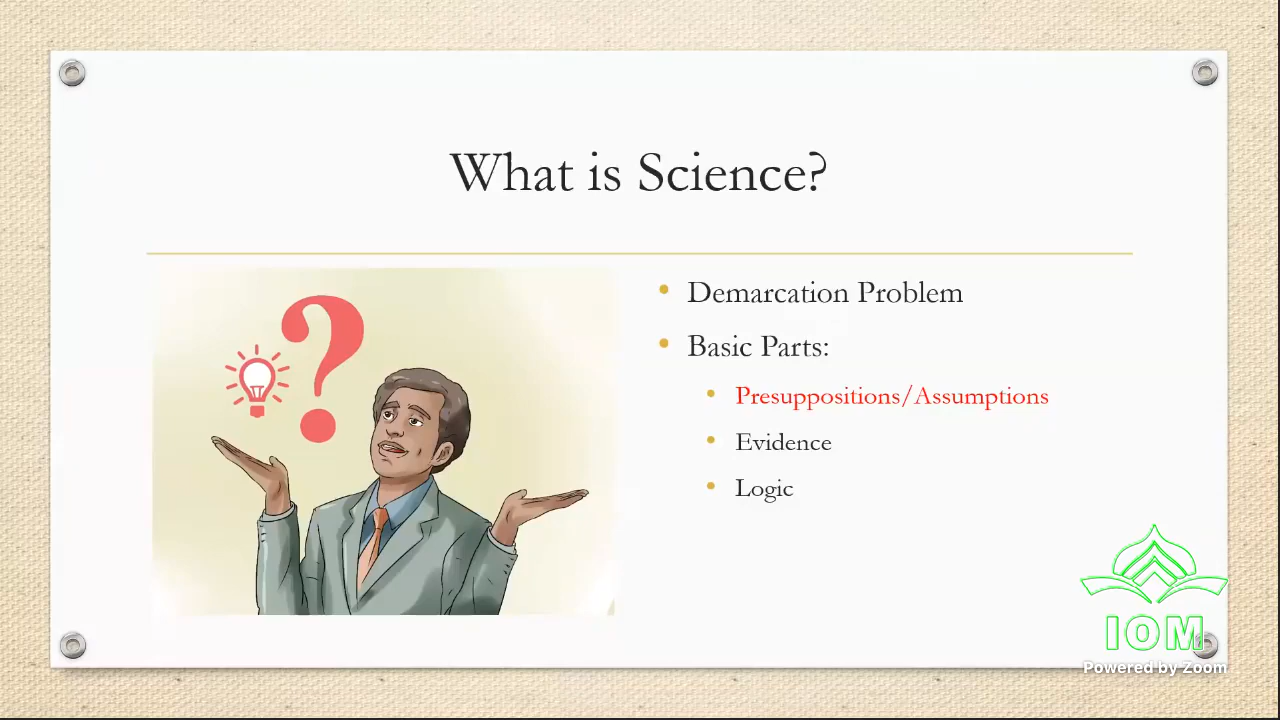 What is Science?
Demarcation Problem
Basic Parts:
Presuppositions/Assumptions
Evidence
Logic
IOM
Powered by Zoom